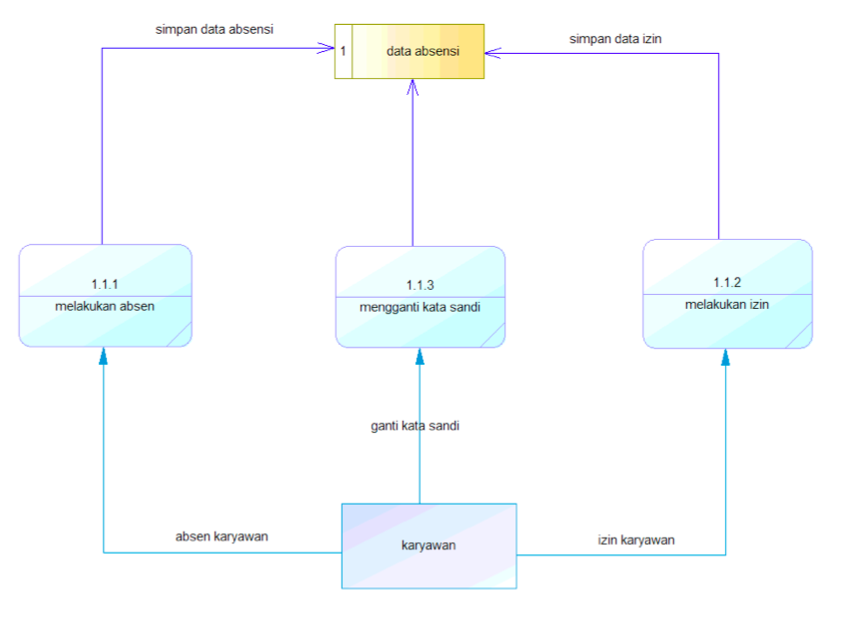 simpan data absensi
simpan data izin
1
data absensi
1.1.1
melakukan absen
1.1.3
mengganti kata sandi
1.1.2
melakukan izin
ganti kata sandi
absen karyawan
karyawan
izin karyawan